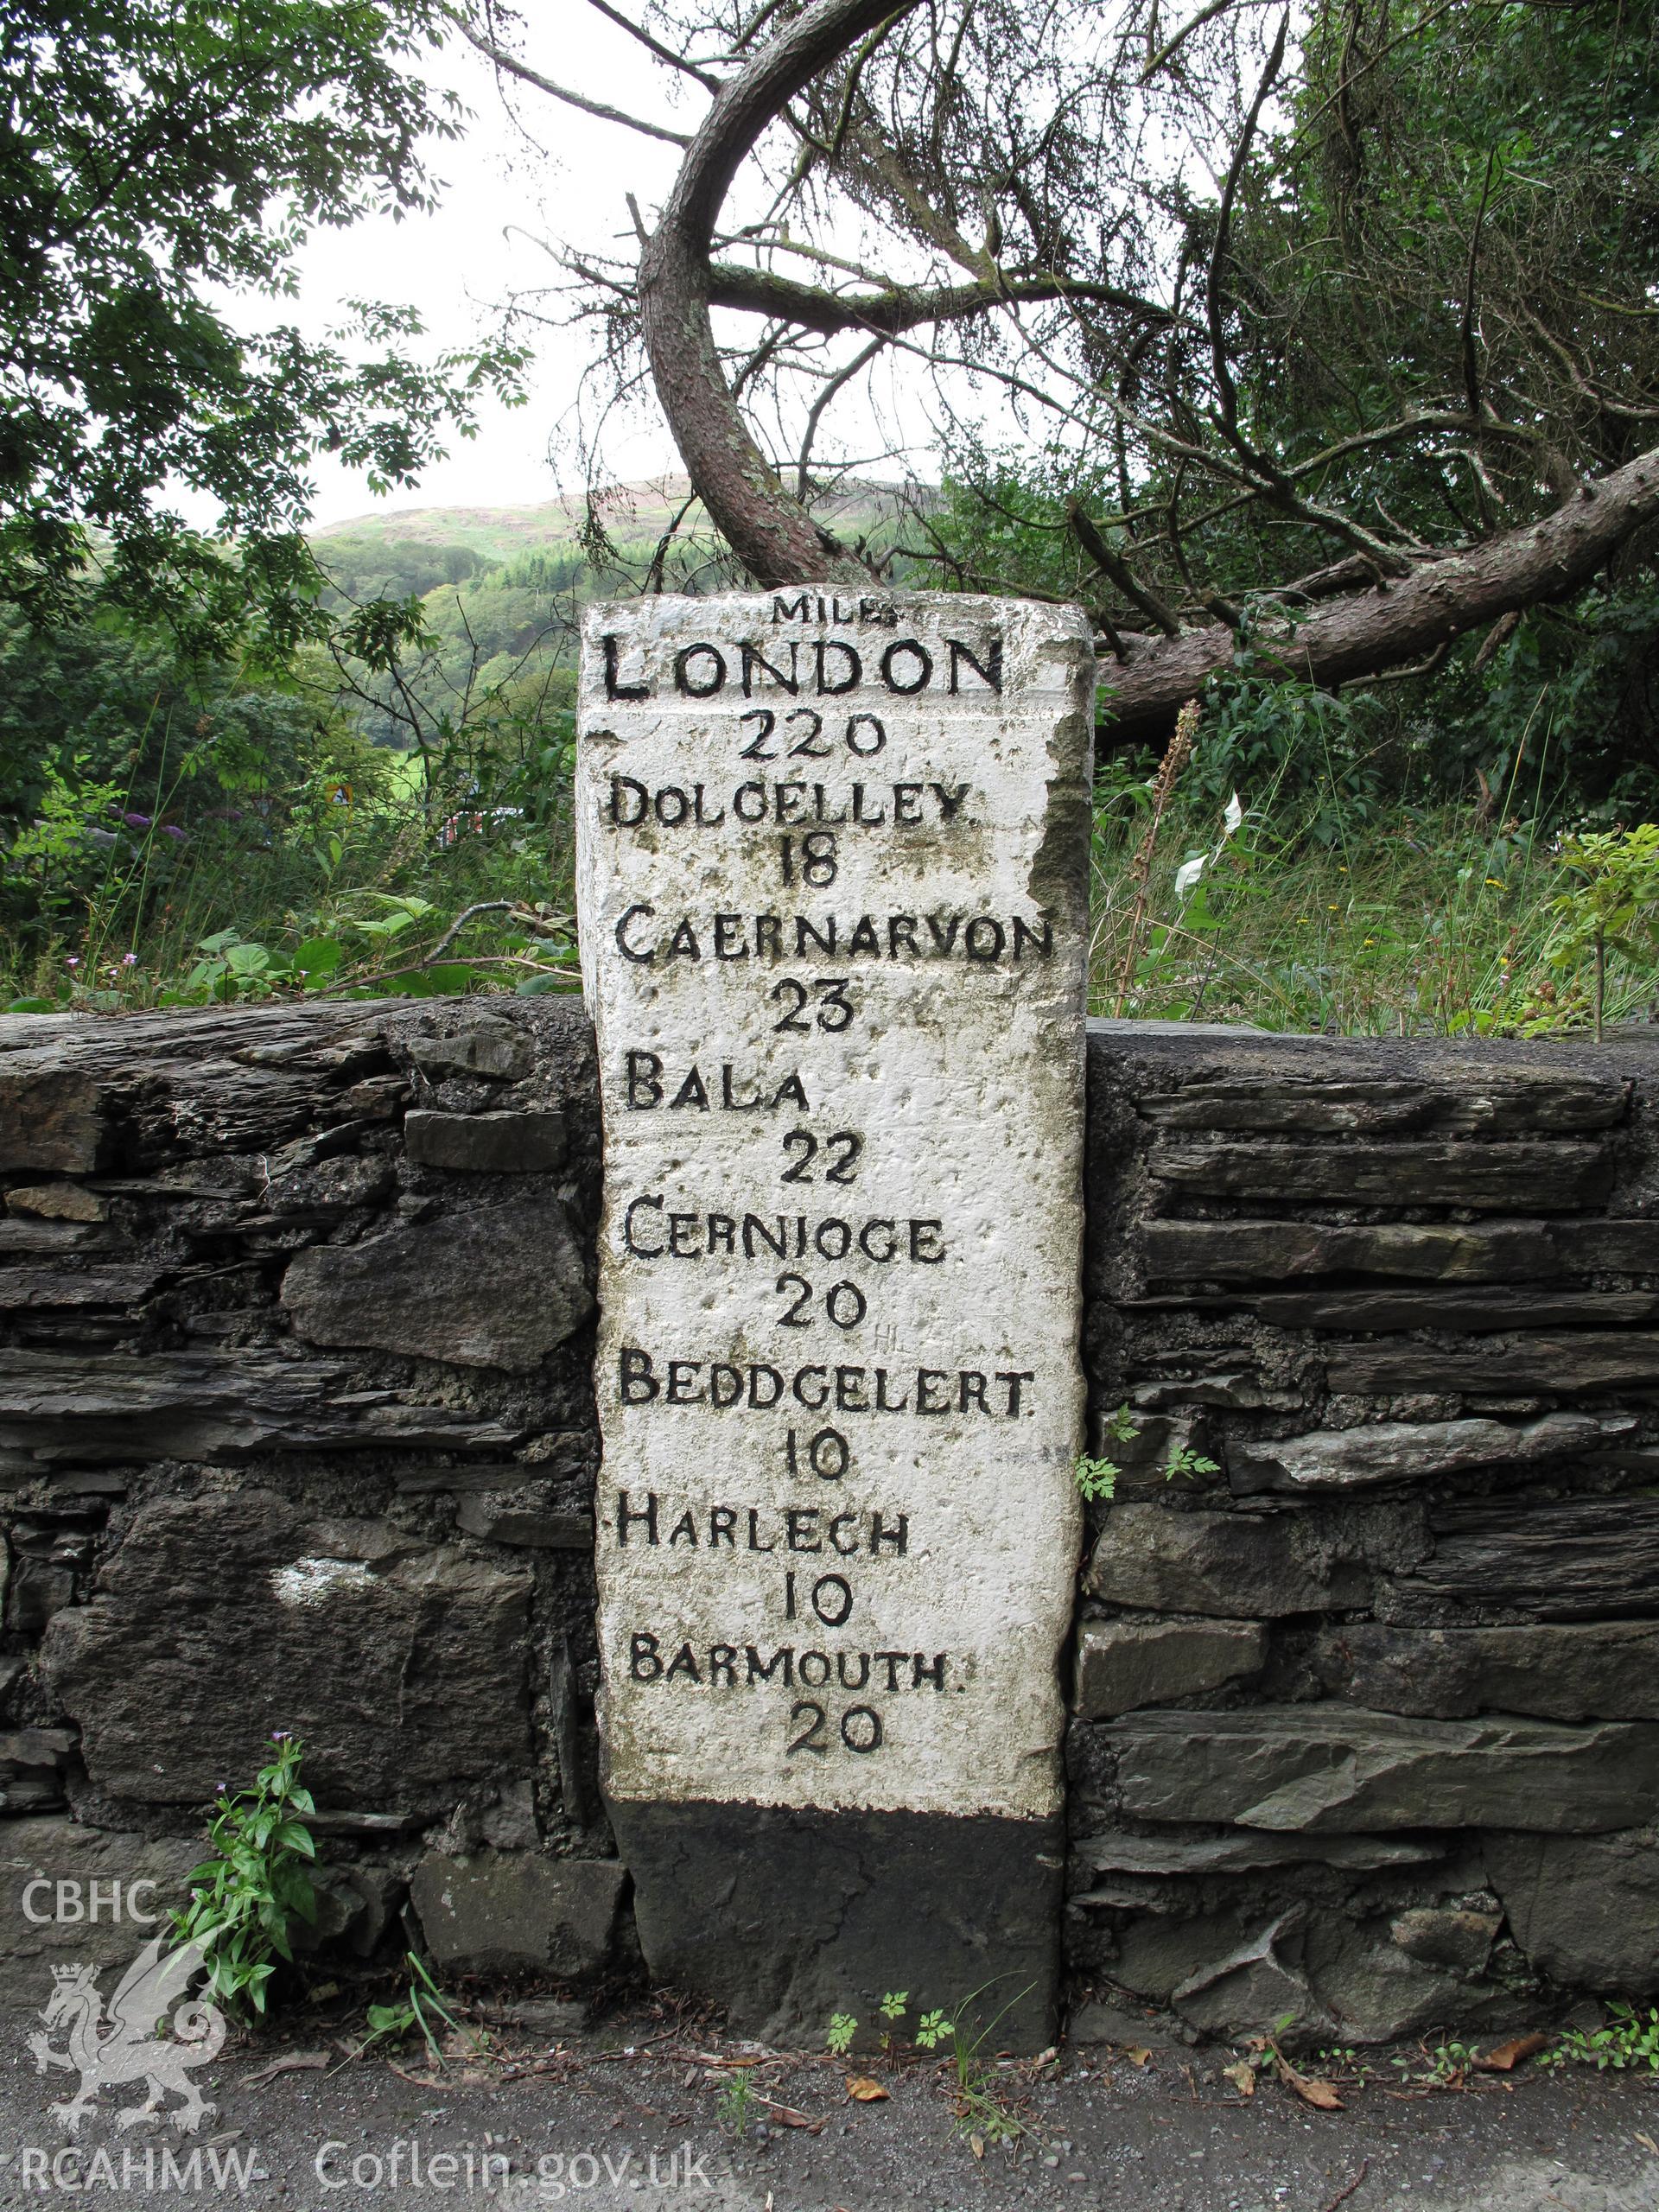 MILES
LONDON
220
DOLGELLEY.
18
CAERNARVON
23
BALA
22
CERNIOGE
20
HL
BEDDGELERT.
10
HARLECH
10
BARMOUTH.
20
CBHC
RCAHMW Coflein.gov.uk